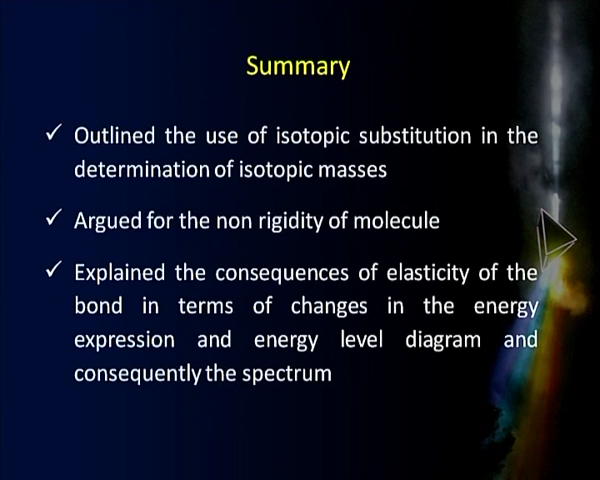 Summary
✓ Outlined the use of isotopic substitution in the
determination of isotopic masses
✓ Argued for the non rigidity of molecule
✓ Explained the consequences of elasticity of the
bond in terms of changes in the energy
expression and energy level diagram and
consequently the spectrum